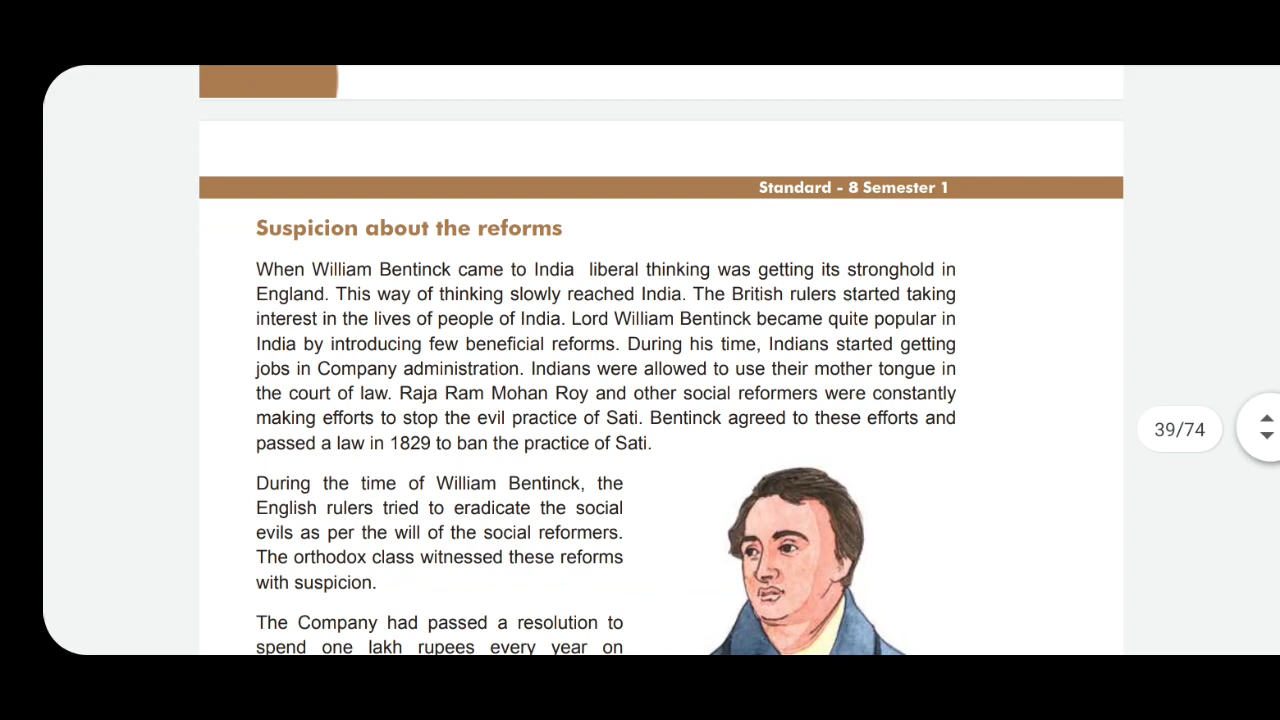 Standard - 8 Semester 1
Suspicion about the reforms
When William Bentinck came to India liberal thinking was getting its stronghold in
England. This way of thinking slowly reached India. The British rulers started taking
interest in the lives of people of India. Lord William Bentinck became quite popular in
India by introducing few beneficial reforms. During his time, Indians started getting
jobs in Company administration. Indians were allowed to use their mother tongue in
the court of law. Raja Ram Mohan Roy and other social reformers were constantly
making efforts to stop the evil practice of Sati. Bentinck agreed to these efforts and
passed a law in 1829 to ban the practice of Sati.
During the time of William Bentinck, the
English rulers tried to eradicate the social
evils as per the will of the social reformers.
The orthodox class witnessed these reforms
with suspicion.
The Company had passed a resolution to
spend one lakh rupees every year on
39/74